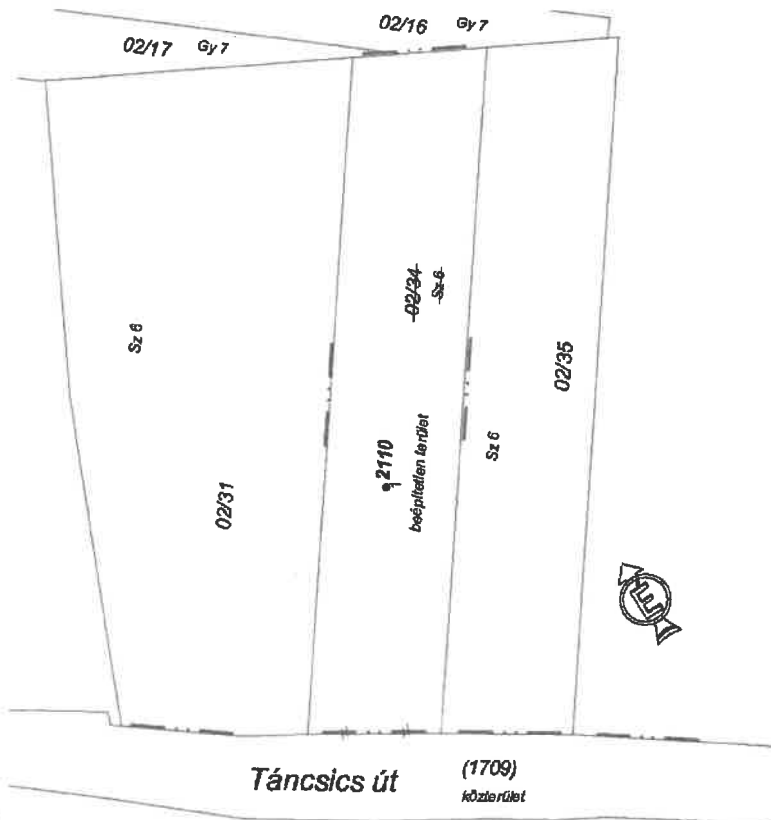 02/16 Gy 7
02/17 Gy 7
02/34
Sz 6
Sz 6
02/35
2110
beépítetlen terület
Sz 6
02/31
É
Táncsics út
(1709)
közterület